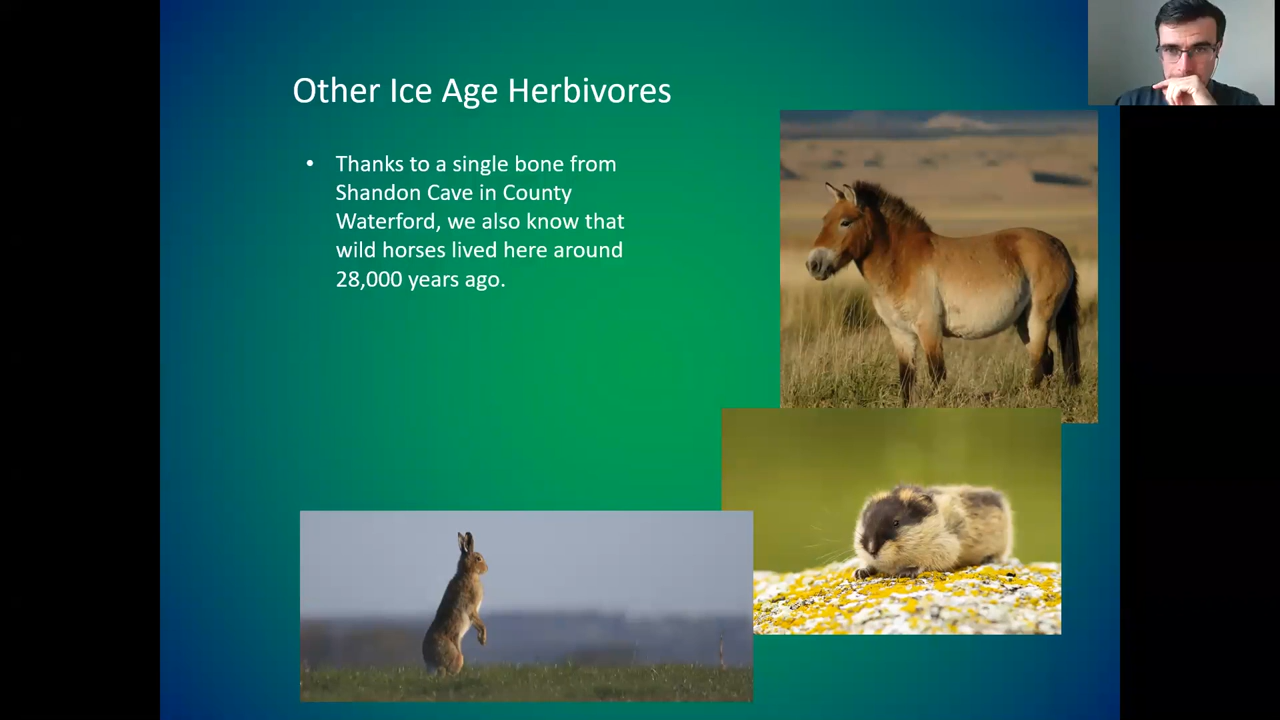 Other Ice Age Herbivores
• Thanks to a single bone from
Shandon Cave in County
Waterford, we also know that
wild horses lived here around
28,000 years ago.